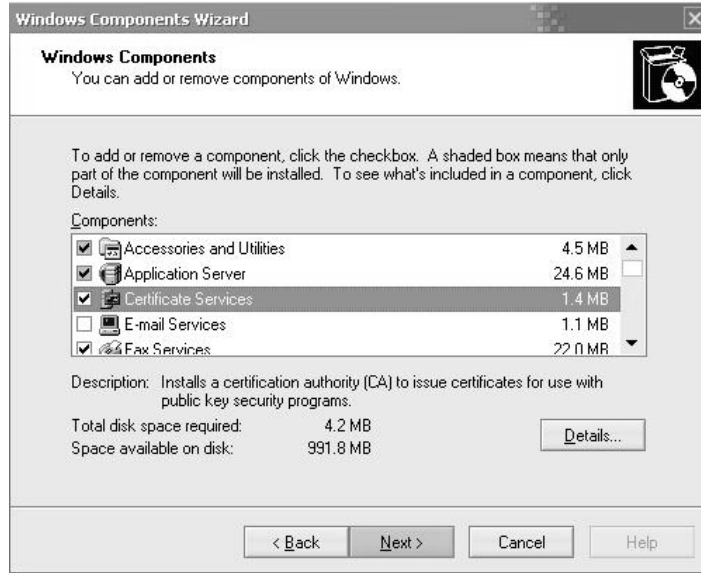 Windows Components Wizard
Windows Components
You can add or remove components of Windows.
To add or remove a component, click the checkbox. A shaded box means that only
part of the component will be installed. To see what's included in a component, click
Details.
Components:
Accessories and Utilities 4.5 MB
Application Server 24.6 MB
Certificate Services 1.4 MB
E-mail Services 1.1 MB
Fax Services 22.0 MB
Description: Installs a certification authority (CA) to issue certificates for use with
public key security programs.
Total disk space required: 4.2 MB
Space available on disk: 991.8 MB
Details...
< Back Next > Cancel Help